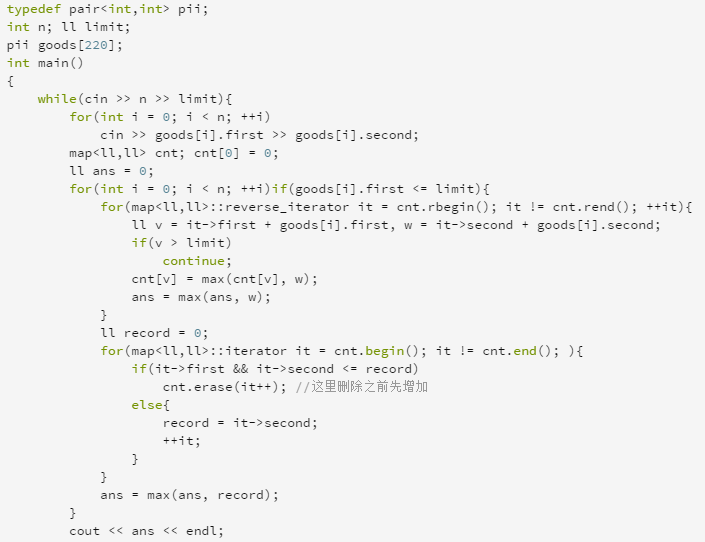 typedef pair<int,int> pii;
int n; ll limit;
pii goods[220];
int main()
{
    while(cin >> n >> limit){
        for(int i = 0; i < n; ++i)
            cin >> goods[i].first >> goods[i].second;
        map<ll,ll> cnt; cnt[0] = 0;
        ll ans = 0;
        for(int i = 0; i < n; ++i)if(goods[i].first <= limit){
            for(map<ll,ll>::reverse_iterator it = cnt.rbegin(); it != cnt.rend(); ++it){
                ll v = it->first + goods[i].first, w = it->second + goods[i].second;
                if(v > limit)
                    continue;
                cnt[v] = max(cnt[v], w);
                ans = max(ans, w);
            }
            ll record = 0;
            for(map<ll,ll>::iterator it = cnt.begin(); it != cnt.end(); ){
                if(it->first && it->second <= record)
                    cnt.erase(it++); //这里删除之前先增加
                else{
                    record = it->second;
                    ++it;
                }
            }
            ans = max(ans, record);
        }
        cout << ans << endl;